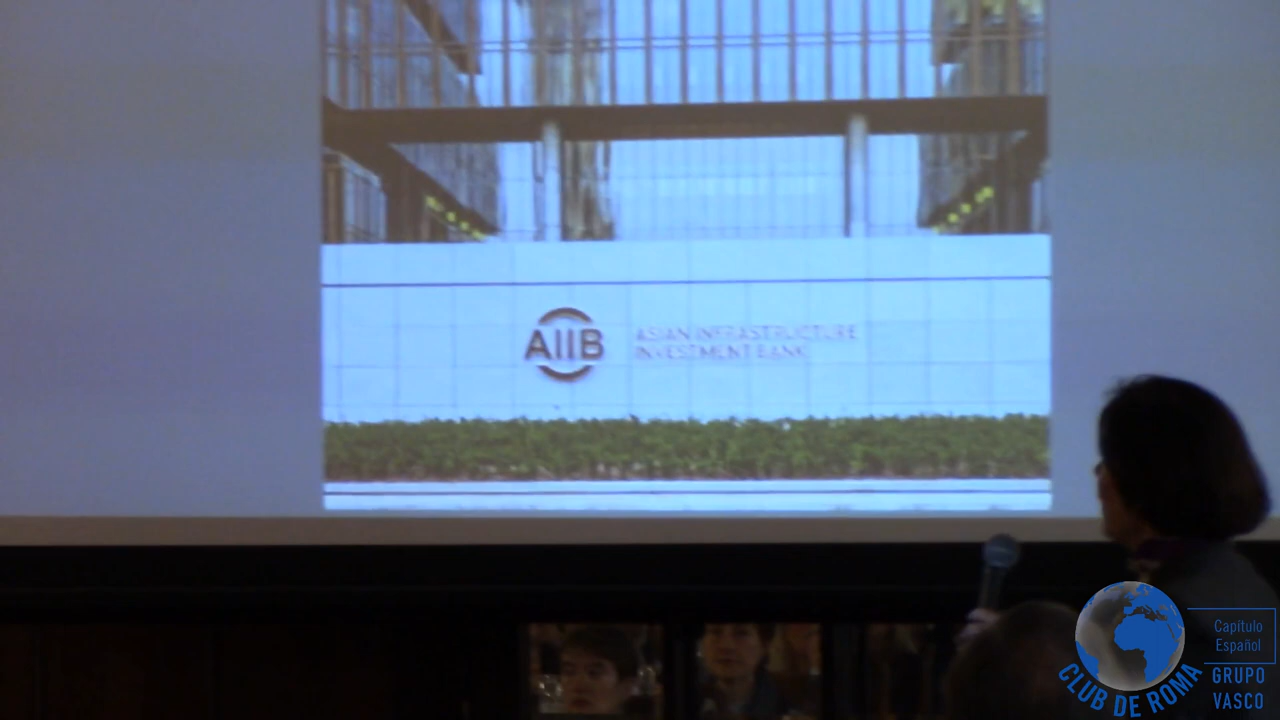 AIIB
ASIAN INFRASTRUCTURE
INVESTMENT BANK
Capítulo
Español
GRUPO
VASCO
CLUB DE ROMA